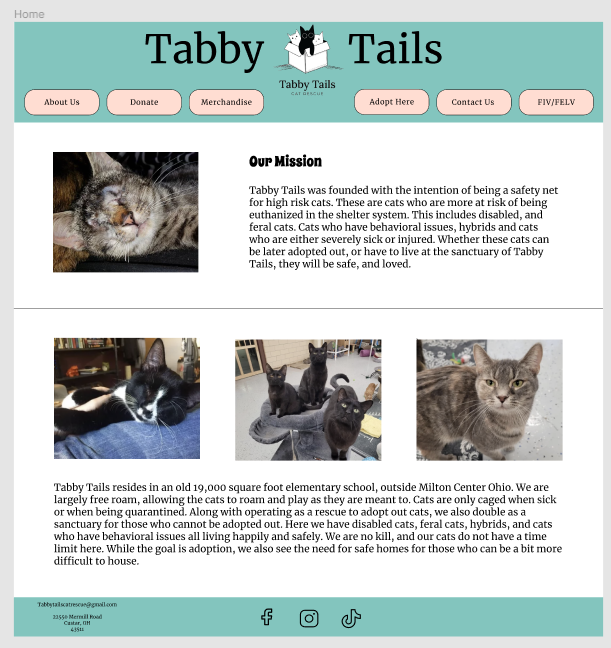 Home
Tabby Tails
Tabby Tails
CAT RESCUE
About Us
Donate
Merchandise
Adopt Here
Contact Us
FIV/FELV
Our Mission
Tabby Tails was founded with the intention of being a safety net
for high risk cats. These are cats who are more at risk of being
euthanized in the shelter system. This includes disabled, and
feral cats. Cats who have behavioral issues, hybrids and cats
who are either severely sick or injured. Whether these cats can
be later adopted out, or have to live at the sanctuary of Tabby
Tails, they will be safe, and loved.
Tabby Tails resides in an old 19,000 square foot elementary school, outside Milton Center Ohio. We are
largely free roam, allowing the cats to roam and play as they are meant to. Cats are only caged when sick
or when being quarantined. Along with operating as a rescue to adopt out cats, we also double as a
sanctuary for those who cannot be adopted out. Here we have disabled cats, feral cats, hybrids, and cats
who have behavioral issues all living happily and safely. We are no kill, and our cats do not have a time
limit here. While the goal is adoption, we also see the need for safe homes for those who can be a bit more
difficult to house.
Tabbytailscatrescue@gmail.com
22550 Mermill Road
Custar, OH
43511